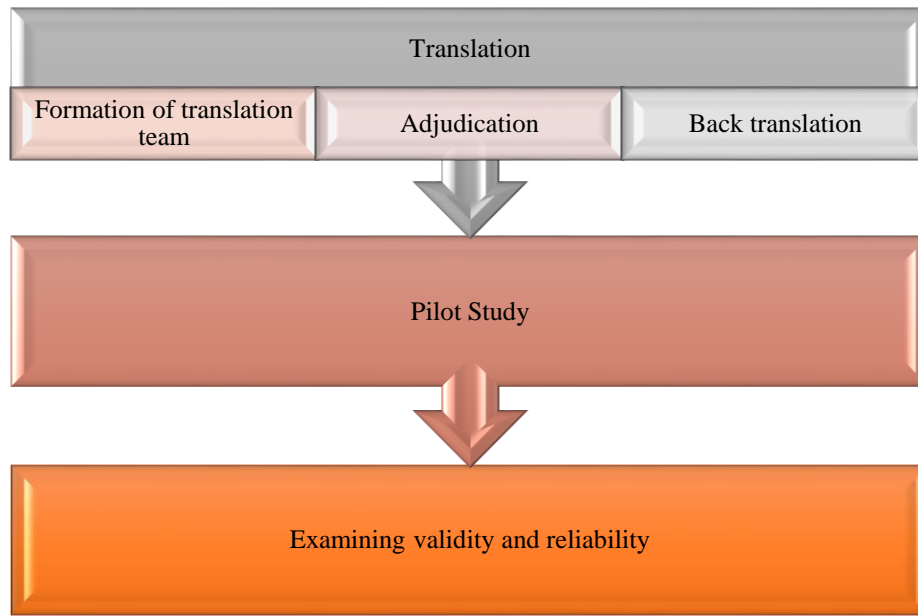 Translation
Formation of translation
team
Adjudication
Back translation
Pilot Study
Examining validity and reliability